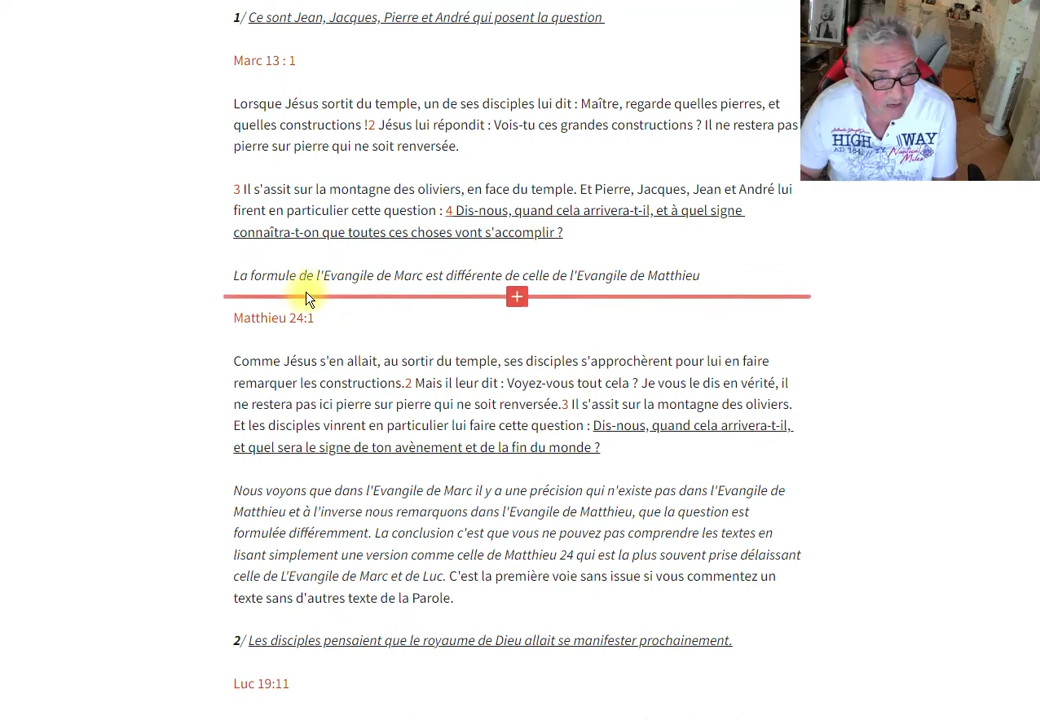 1/ Ce sont Jean, Jacques, Pierre et André qui posent la question
Marc 13 : 1
Lorsque Jésus sortit du temple, un de ses disciples lui dit : Maître, regarde quelles pierres, et
quelles constructions !2 Jésus lui répondit : Vois-tu ces grandes constructions ? Il ne restera pas
pierre sur pierre qui ne soit renversée.
3 Il s'assit sur la montagne des oliviers, en face du temple. Et Pierre, Jacques, Jean et André lui
firent en particulier cette question : 4 Dis-nous, quand cela arrivera-t-il, et à quel signe
connaîtra-t-on que toutes ces choses vont s'accomplir ?
La formule de l'Evangile de Marc est différente de celle de l'Evangile de Matthieu
Matthieu 24:1
Comme Jésus s'en allait, au sortir du temple, ses disciples s'approchèrent pour lui en faire
remarquer les constructions.2 Mais il leur dit : Voyez-vous tout cela ? Je vous le dis en vérité, il
ne restera pas ici pierre sur pierre qui ne soit renversée.3 Il s'assit sur la montagne des oliviers.
Et les disciples vinrent en particulier lui faire cette question : Dis-nous, quand cela arrivera-t-il,
et quel sera le signe de ton avènement et de la fin du monde ?
Nous voyons que dans l'Evangile de Marc il y a une précision qui n'existe pas dans l'Evangile de
Matthieu et à l'inverse nous remarquons dans l'Evangile de Matthieu, que la question est
formulée différemment. La conclusion c'est que vous ne pouvez pas comprendre les textes en
lisant simplement une version comme celle de Matthieu 24 qui est la plus souvent prise délaissant
celle de L'Evangile de Marc et de Luc. C'est la première voie sans issue si vous commentez un
texte sans d'autres texte de la Parole.
2/ Les disciples pensaient que le royaume de Dieu allait se manifester prochainement.
Luc 19:11
HIGH WAY